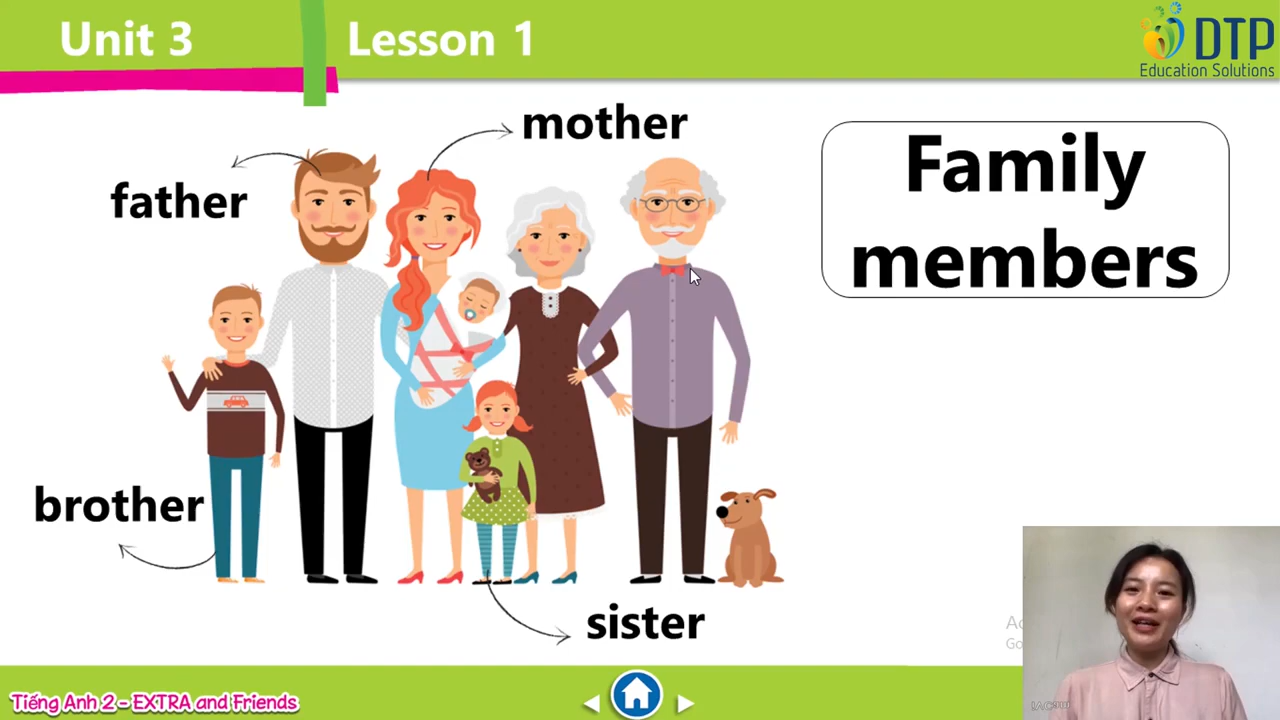 Unit 3
Lesson 1
DTP
Education Solutions
mother
father
Family
members
brother
sister
Tiếng Anh 2 - EXTRA and Friends